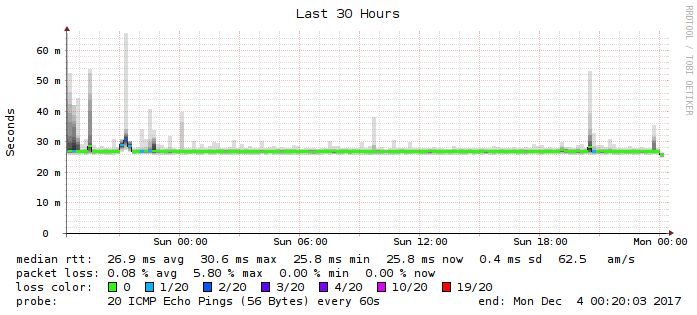 Last 30 Hours
RRDTOOL / TOBI OETIKER
Seconds
60 m
50 m
40 m
30 m
20 m
10 m
0
Sun 00:00 Sun 06:00 Sun 12:00 Sun 18:00 Mon 00:00
median rtt: 26.9 ms avg 30.6 ms max 25.8 ms min 25.8 ms now 0.4 ms sd 62.5 am/s
packet loss: 0.08 % avg 5.80 % max 0.00 % min 0.00 % now
loss color: 0 1/20 2/20 3/20 4/20 10/20 19/20
probe: 20 ICMP Echo Pings (56 Bytes) every 60s end: Mon Dec 4 00:20:03 2017